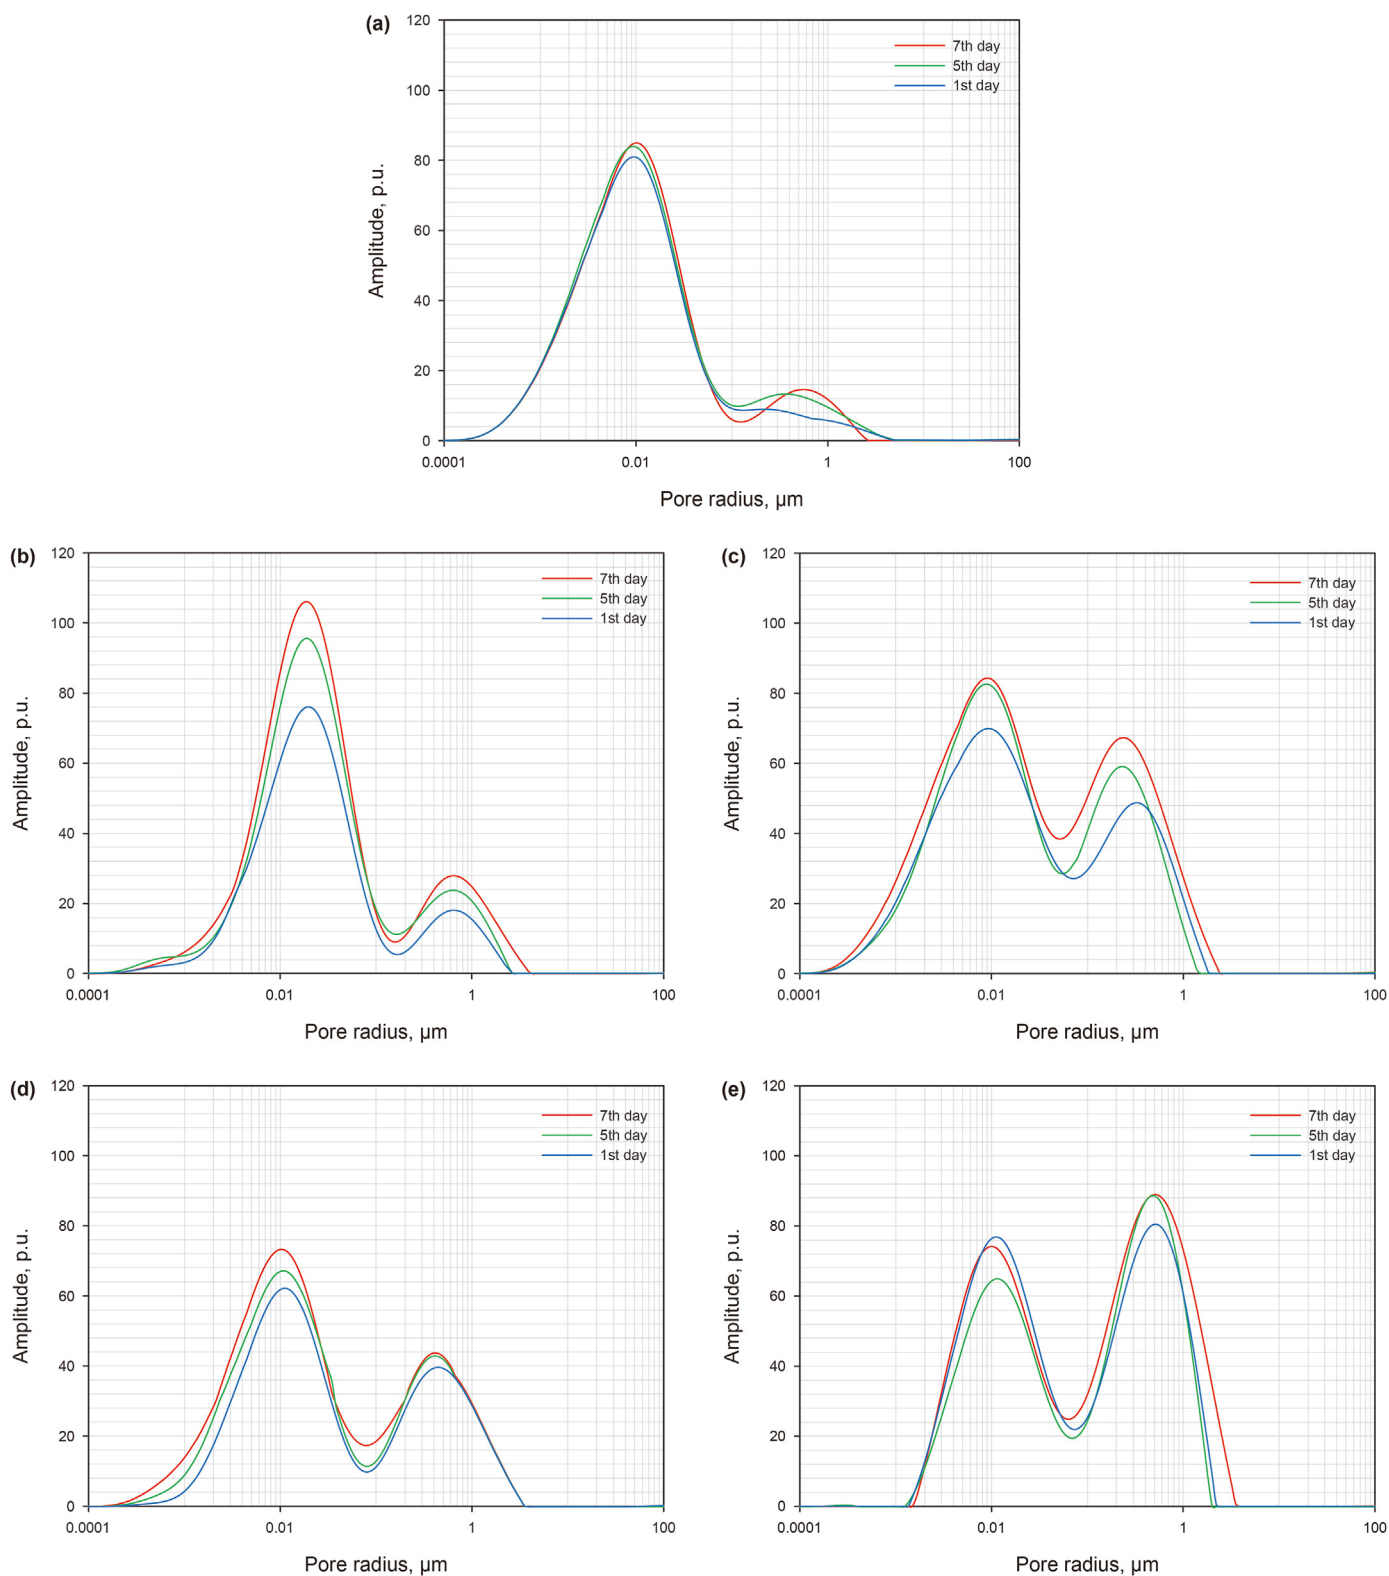 (a)
120
100
80
60
40
20
0
Amplitude, p.u.
7th day
5th day
1st day
0.0001 0.01 1 100
Pore radius, µm
(b)
120
100
80
60
40
20
0
Amplitude, p.u.
7th day
5th day
1st day
0.0001 0.01 1 100
Pore radius, µm
(c)
120
100
80
60
40
20
0
Amplitude, p.u.
7th day
5th day
1st day
0.0001 0.01 1 100
Pore radius, µm
(d)
120
100
80
60
40
20
0
Amplitude, p.u.
7th day
5th day
1st day
0.0001 0.01 1 100
Pore radius, µm
(e)
120
100
80
60
40
20
0
Amplitude, p.u.
7th day
5th day
1st day
0.0001 0.01 1 100
Pore radius, µm